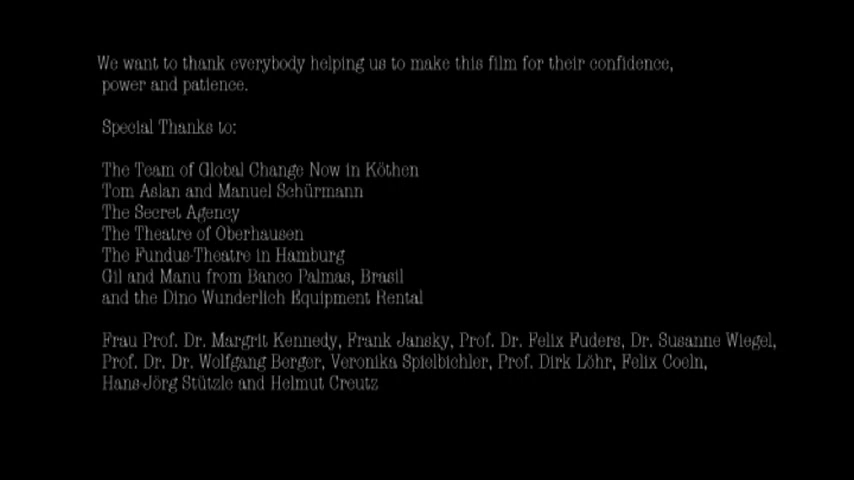 We want to thank everybody helping us to make this film for their confidence,
power and patience.
Special Thanks to:
The Team of Global Change Now in Köthen
Tom Aslan and Manuel Schürmann
The Secret Agency
The Theatre of Oberhausen
The Fundus-Theatre in Hamburg
Gil and Manu from Banco Palmas, Brasil
and the Dino Wunderlich Equipment Rental
Frau Prof. Dr. Margrit Kennedy, Frank Jansky, Prof. Dr. Felix Fuders, Dr. Susanne Wiegel,
Prof. Dr. Dr. Wolfgang Berger, Veronika Spielbichler, Prof. Dirk Löhr, Felix Coeln,
Hans-Jörg Stützle and Helmut Creutz